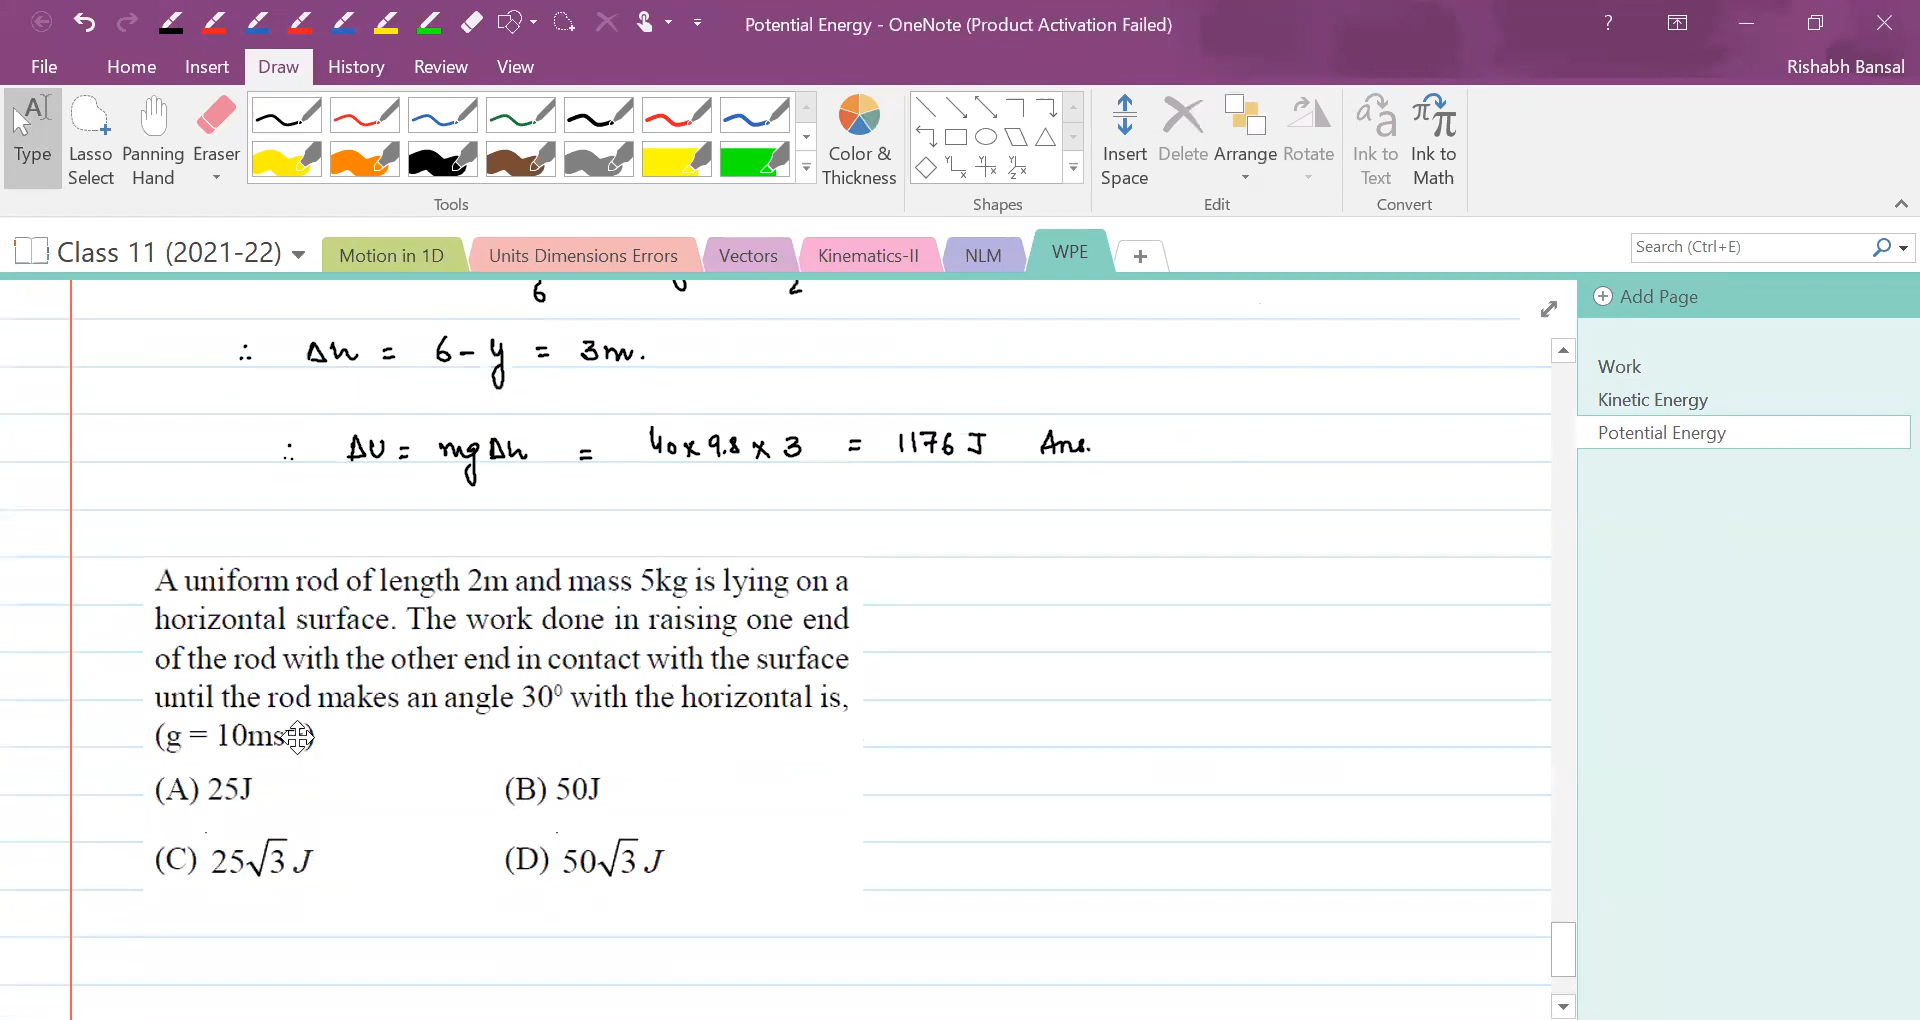 Potential Energy - OneNote (Product Activation Failed)
?
File Home Insert Draw History Review View
Rishabh Bansal
Type
Lasso Select
Panning Hand
Eraser
Color & Thickness
Insert Space
Delete
Arrange
Rotate
Ink to Text
Ink to Math
Tools
Shapes
Edit
Convert
Class 11 (2021-22)
Motion in 1D
Units Dimensions Errors
Vectors
Kinematics-II
NLM
WPE
Search (Ctrl+E)
Add Page
Work
Kinetic Energy
Potential Energy
6 2
∴ Δh = 6 - y = 3m.
∴ ΔU = mgΔh = 40 x 9.8 x 3 = 1176 J Ans.
A uniform rod of length 2m and mass 5kg is lying on a
horizontal surface. The work done in raising one end
of the rod with the other end in contact with the surface
until the rod makes an angle 30⁰ with the horizontal is,
(g = 10ms )
(A) 25J (B) 50J
(C) 25√3 J (D) 50√3 J